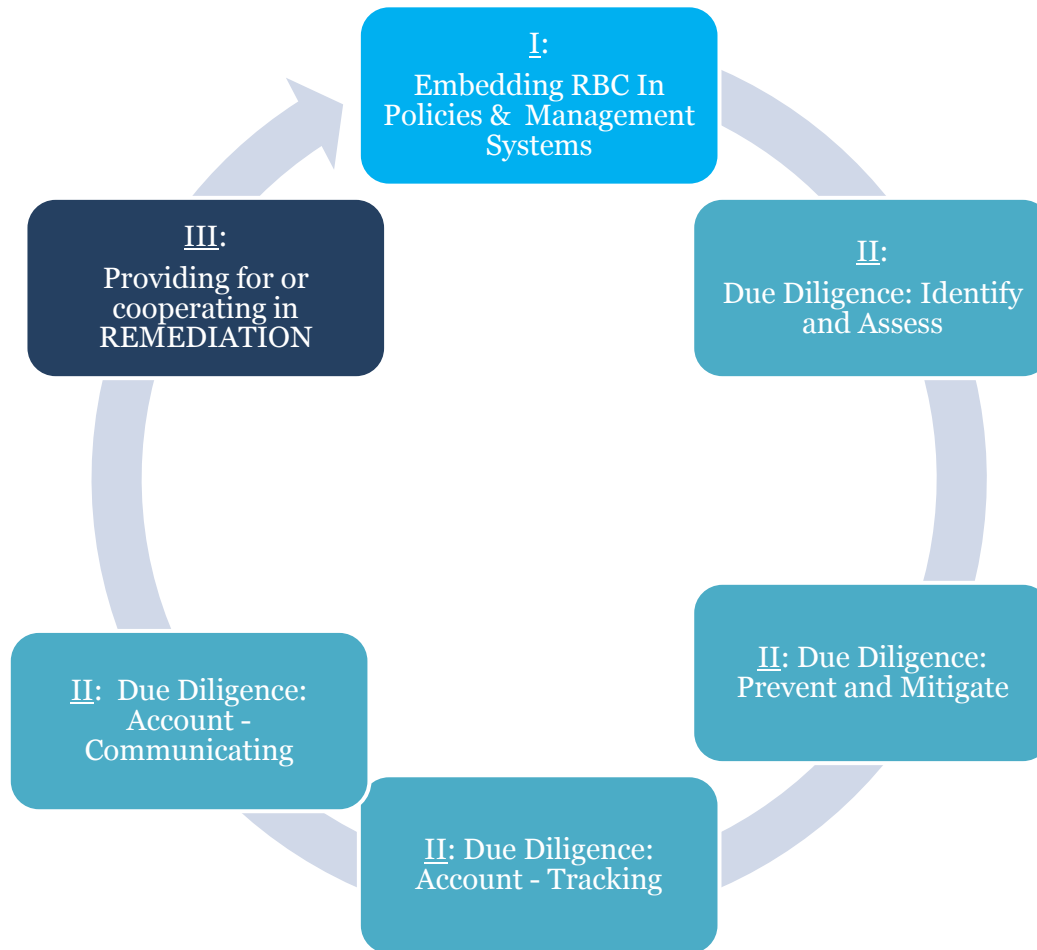 I:
Embedding RBC In
Policies & Management
Systems
II:
Due Diligence: Identify
and Assess
II: Due Diligence:
Prevent and Mitigate
II: Due Diligence:
Account - Tracking
II: Due Diligence:
Account -
Communicating
III:
Providing for or
cooperating in
REMEDIATION